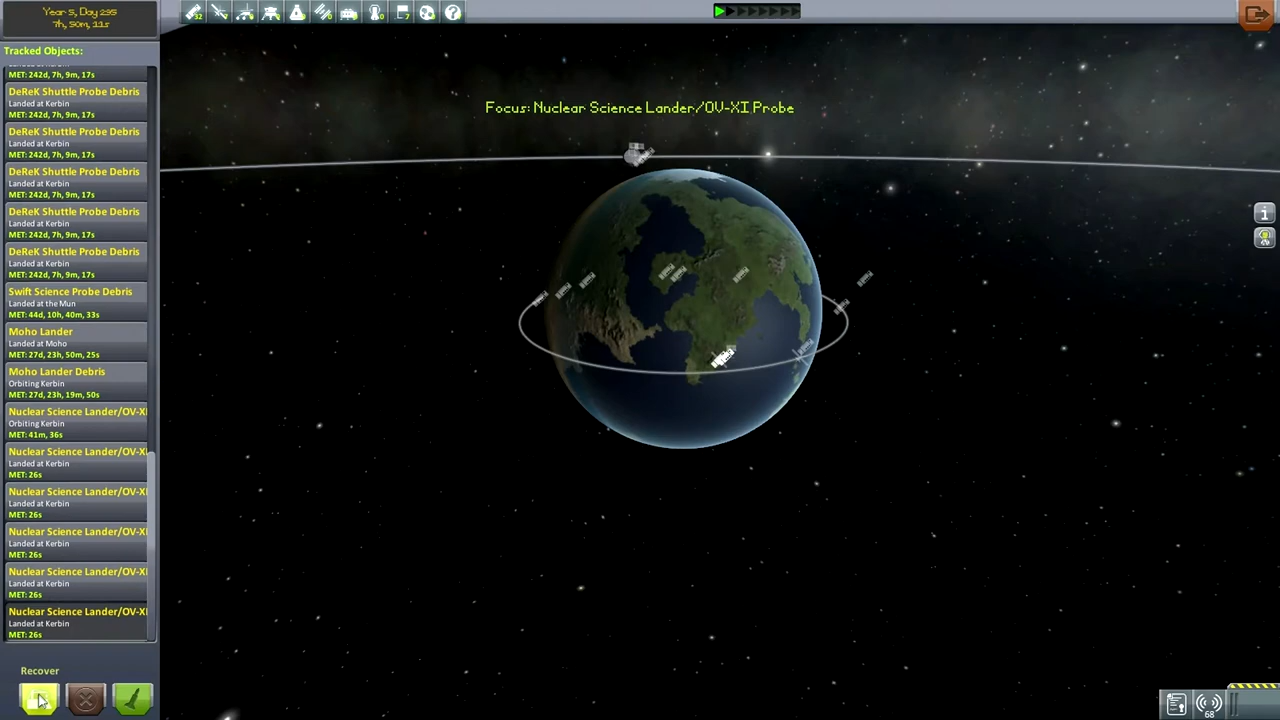 Year 5, Day 295
7h, 50m, 11s
32
0
0
7
Tracked Objects:
MET: 242d, 7h, 9m, 17s
DeReK Shuttle Probe Debris
Landed at Kerbin
MET: 242d, 7h, 9m, 17s
DeReK Shuttle Probe Debris
Landed at Kerbin
MET: 242d, 7h, 9m, 17s
DeReK Shuttle Probe Debris
Landed at Kerbin
MET: 242d, 7h, 9m, 17s
DeReK Shuttle Probe Debris
Landed at Kerbin
MET: 242d, 7h, 9m, 17s
DeReK Shuttle Probe Debris
Landed at Kerbin
MET: 242d, 7h, 9m, 17s
Swift Science Probe Debris
Landed at the Mun
MET: 44d, 10h, 40m, 33s
Moho Lander
Landed at Moho
MET: 27d, 23h, 50m, 25s
Moho Lander Debris
Orbiting Kerbin
MET: 27d, 23h, 19m, 50s
Nuclear Science Lander/OV-XI
Orbiting Kerbin
MET: 41m, 36s
Nuclear Science Lander/OV-XI
Landed at Kerbin
MET: 26s
Nuclear Science Lander/OV-XI
Landed at Kerbin
MET: 26s
Nuclear Science Lander/OV-XI
Landed at Kerbin
MET: 26s
Nuclear Science Lander/OV-XI
Landed at Kerbin
MET: 26s
Nuclear Science Lander/OV-XI
Landed at Kerbin
MET: 26s
Recover
Focus: Nuclear Science Lander/OV-XI Probe
68